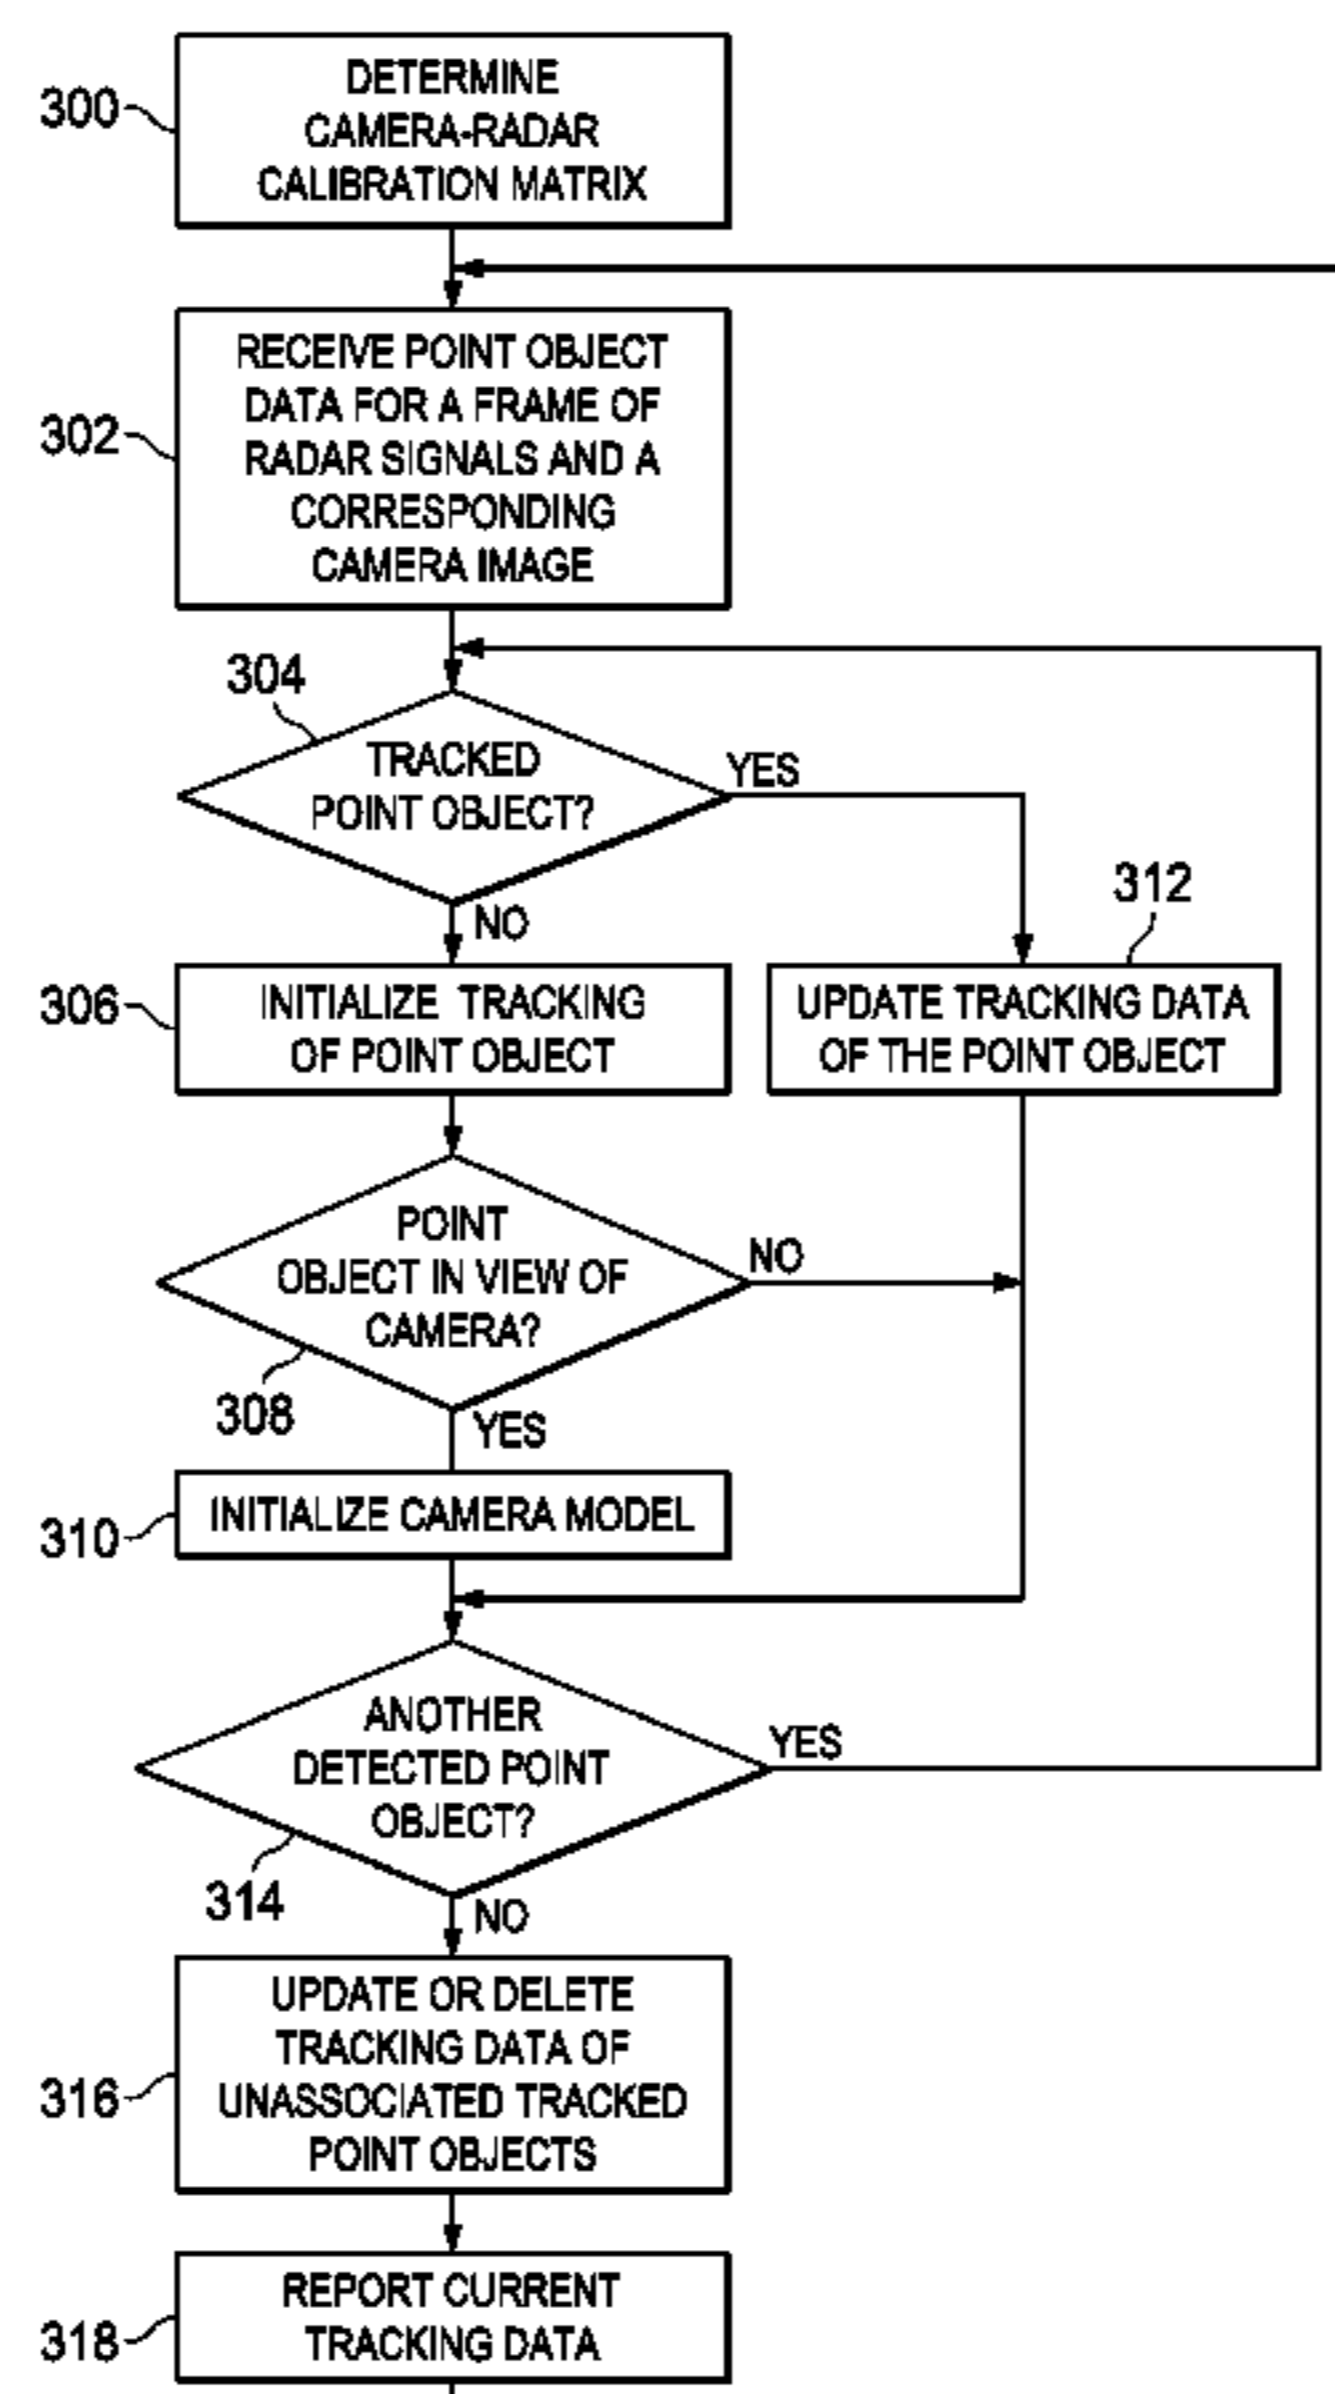 300
DETERMINE
CAMERA-RADAR
CALIBRATION MATRIX
302
RECEIVE POINT OBJECT
DATA FOR A FRAME OF
RADAR SIGNALS AND A
CORRESPONDING
CAMERA IMAGE
304
TRACKED
POINT OBJECT?
YES
NO
306
INITIALIZE TRACKING
OF POINT OBJECT
312
UPDATE TRACKING DATA
OF THE POINT OBJECT
POINT
OBJECT IN VIEW OF
CAMERA?
NO
308
YES
310
INITIALIZE CAMERA MODEL
ANOTHER
DETECTED POINT
OBJECT?
YES
314
NO
316
UPDATE OR DELETE
TRACKING DATA OF
UNASSOCIATED TRACKED
POINT OBJECTS
318
REPORT CURRENT
TRACKING DATA